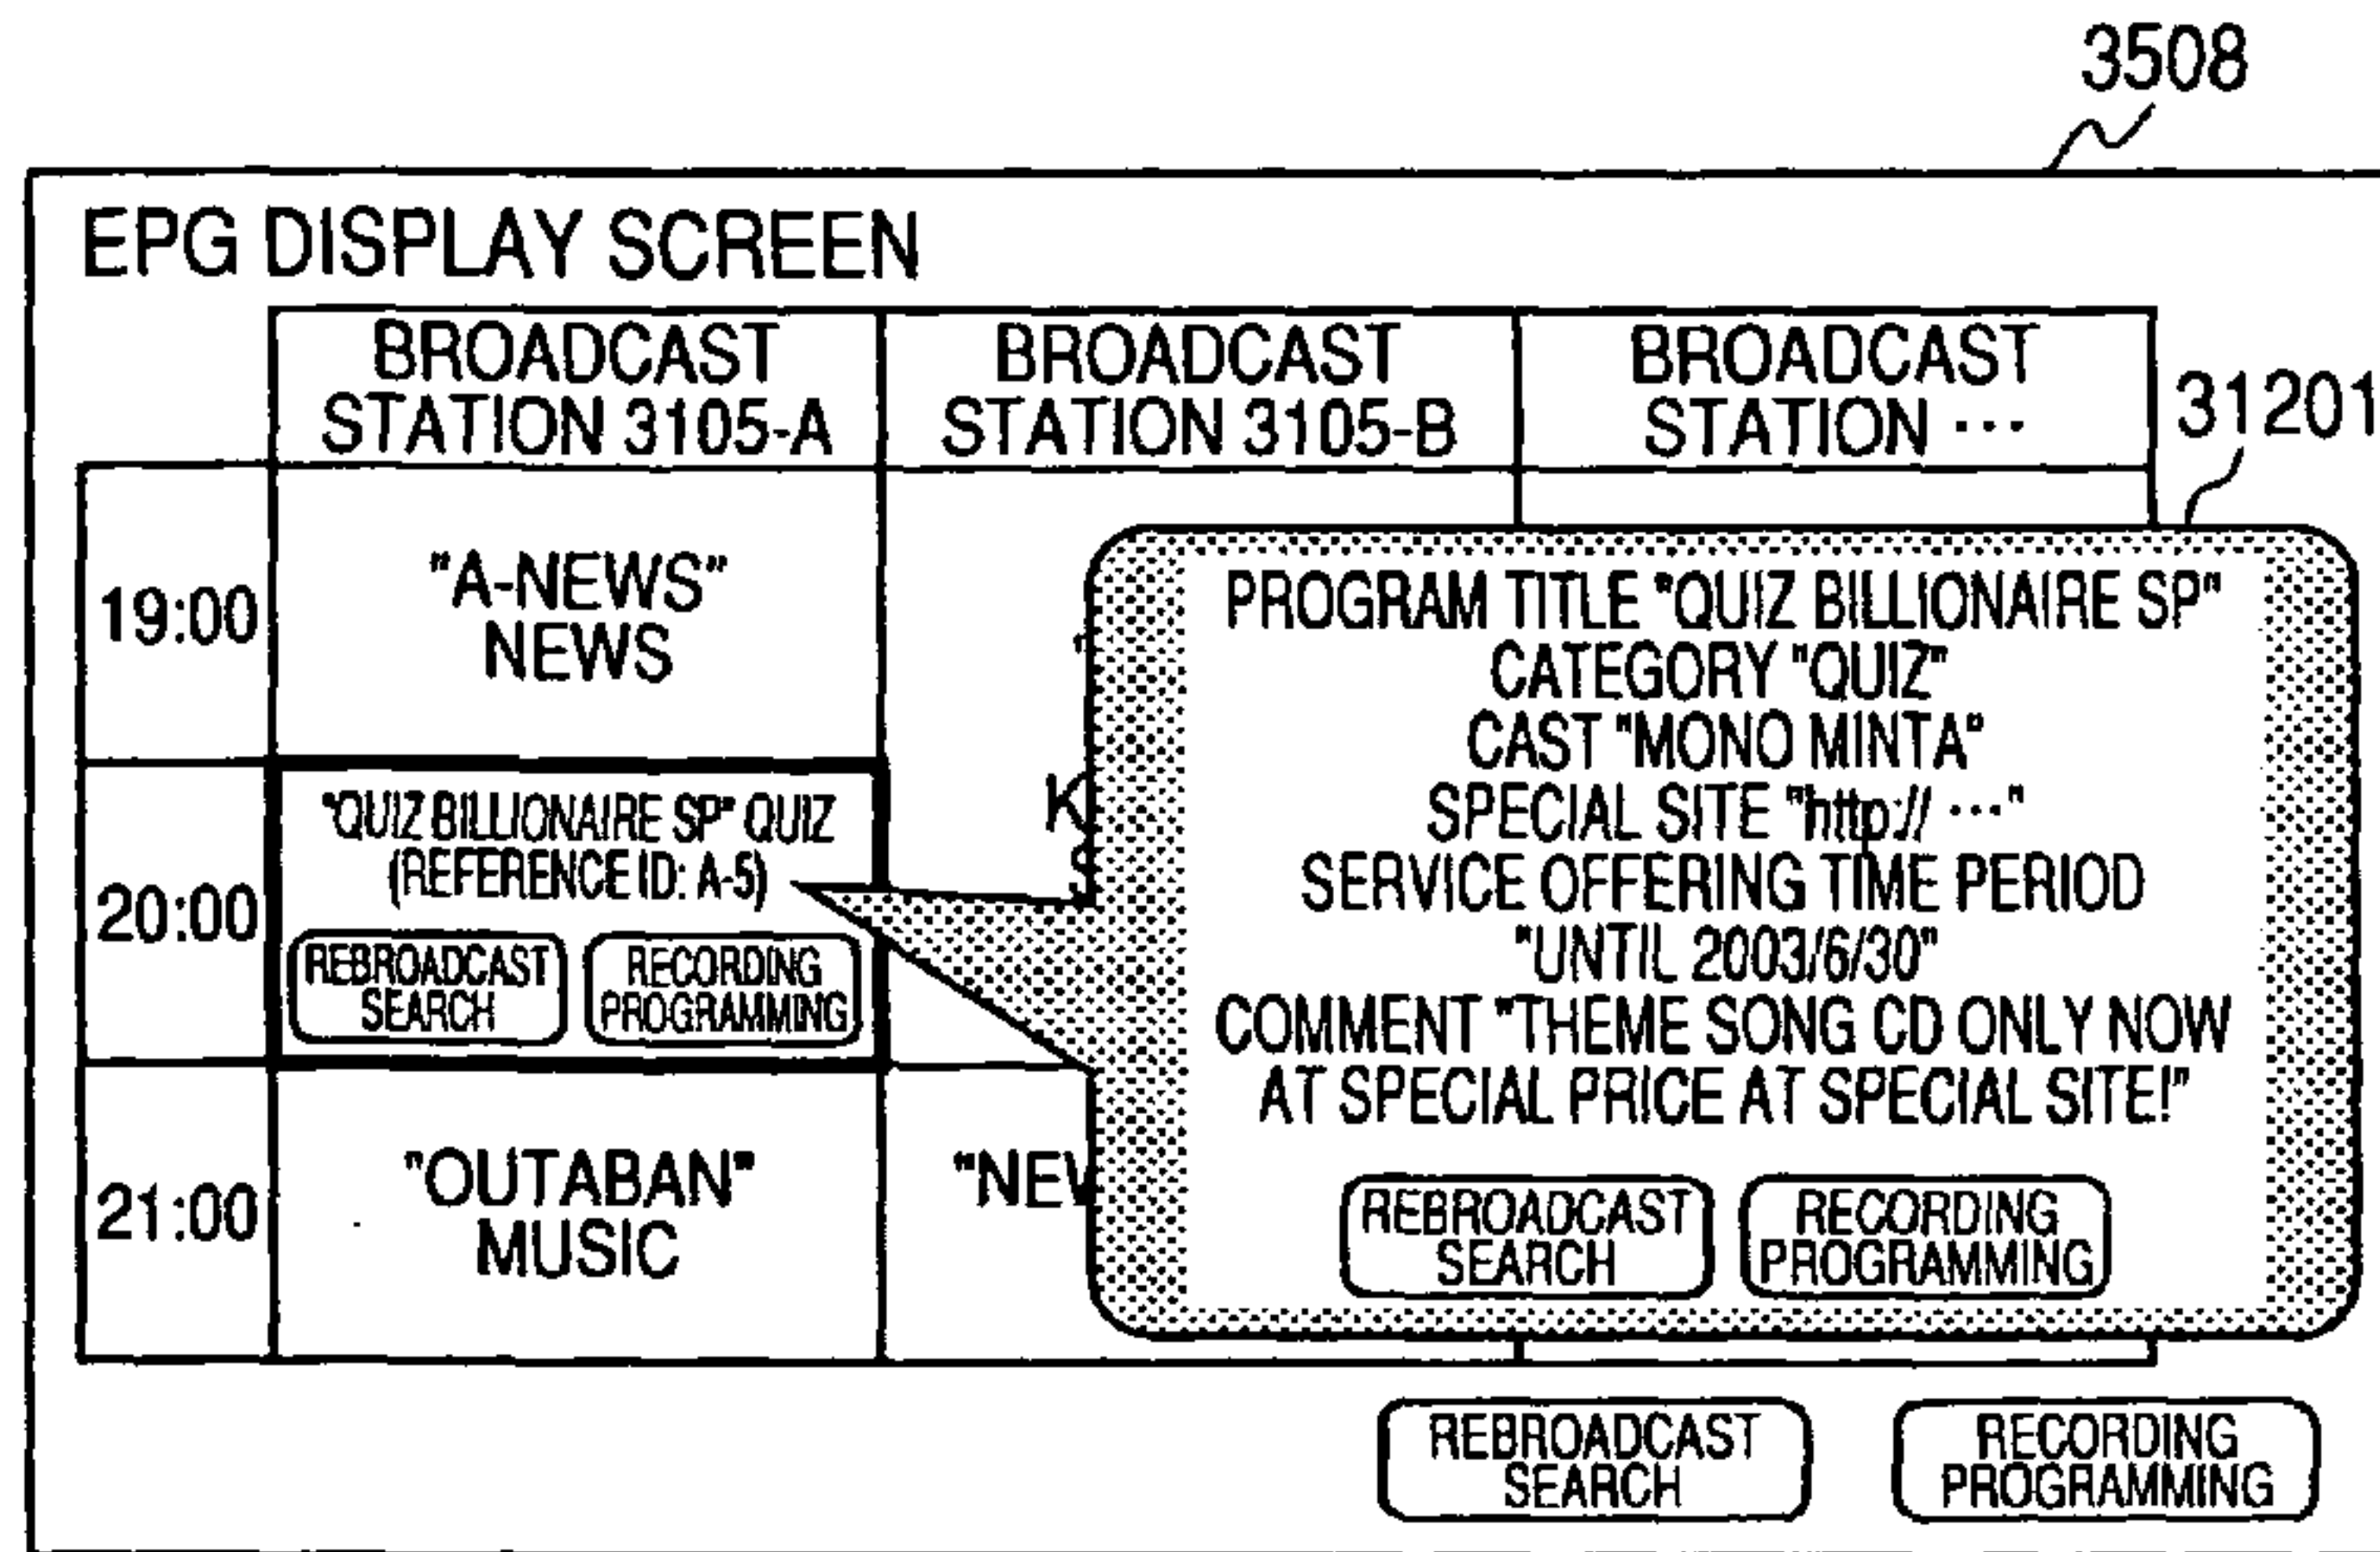 3508
EPG DISPLAY SCREEN
BROADCAST
STATION 3105-A
BROADCAST
STATION 3105-B
BROADCAST
STATION ···
31201
19:00
"A-NEWS"
NEWS
20:00
"QUIZ BILLIONAIRE SP" QUIZ
(REFERENCE ID: A-5)
REBROADCAST
SEARCH
RECORDING
PROGRAMMING
21:00
"OUTABAN"
MUSIC
PROGRAM TITLE "QUIZ BILLIONAIRE SP"
CATEGORY "QUIZ"
CAST "MONO MINTA"
SPECIAL SITE "http:// ···"
SERVICE OFFERING TIME PERIOD
"UNTIL 2003/6/30"
COMMENT "THEME SONG CD ONLY NOW
AT SPECIAL PRICE AT SPECIAL SITE!"
REBROADCAST
SEARCH
RECORDING
PROGRAMMING
REBROADCAST
SEARCH
RECORDING
PROGRAMMING